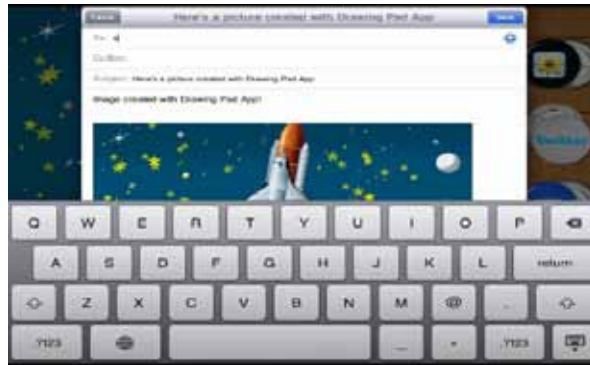 Cancel Here's a picture created with Drawing Pad App Send
To:
Cc/Bcc:
Subject: Here's a picture created with Drawing Pad App
Image created with Drawing Pad App!
twitter
Q W E R T Y U I O P
A S D F G H J K L return
Z X C V B N M @ .
.?123 _ - .?123